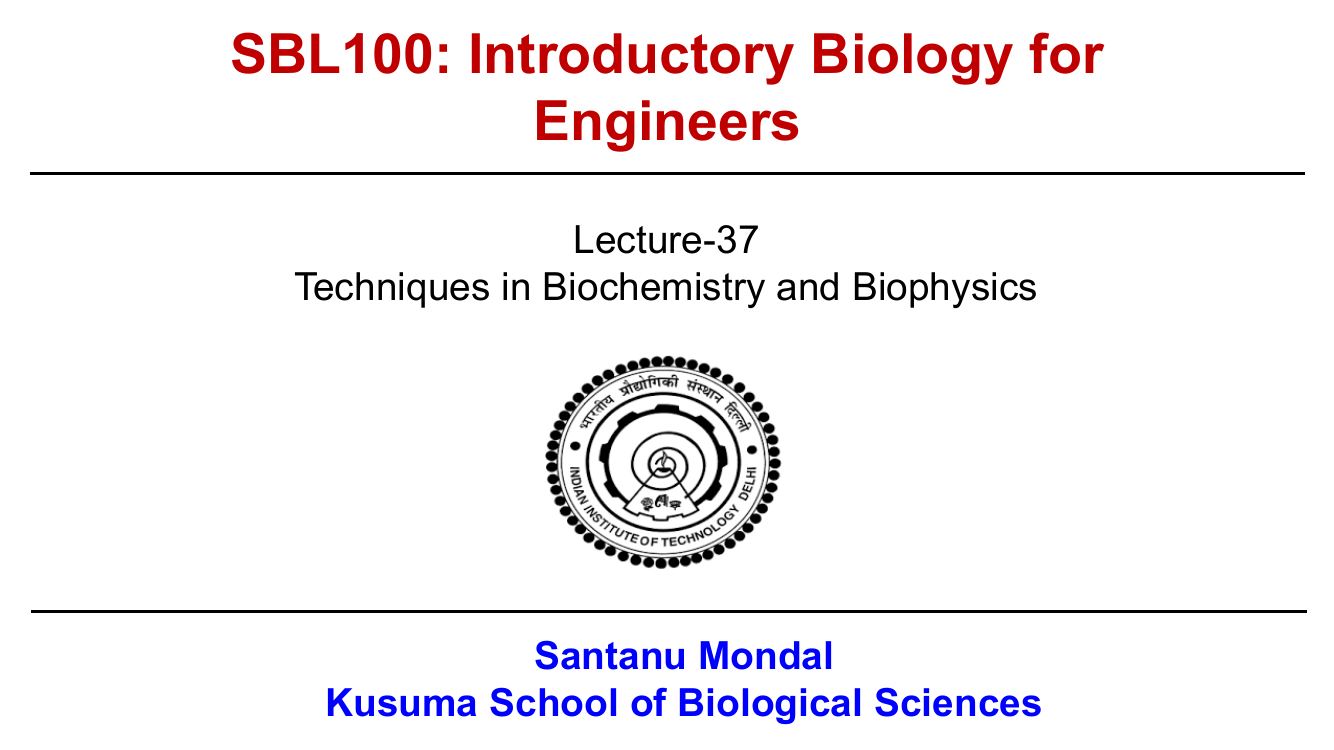 SBL100: Introductory Biology for
Engineers
Lecture-37
Techniques in Biochemistry and Biophysics
भारतीय प्रौद्योगिकी संस्थान दिल्ली
INDIAN INSTITUTE OF TECHNOLOGY DELHI
Santanu Mondal
Kusuma School of Biological Sciences